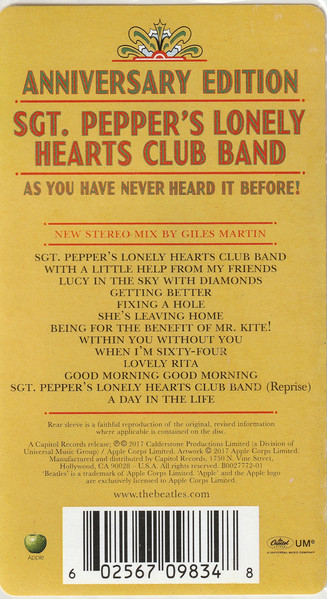 ANNIVERSARY EDITION
SGT. PEPPER'S LONELY
HEARTS CLUB BAND
AS YOU HAVE NEVER HEARD IT BEFORE!
NEW STEREO MIX BY GILES MARTIN
SGT. PEPPER'S LONELY HEARTS CLUB BAND
WITH A LITTLE HELP FROM MY FRIENDS
LUCY IN THE SKY WITH DIAMONDS
GETTING BETTER
FIXING A HOLE
SHE'S LEAVING HOME
BEING FOR THE BENEFIT OF MR. KITE!
WITHIN YOU WITHOUT YOU
WHEN I'M SIXTY-FOUR
LOVELY RITA
GOOD MORNING GOOD MORNING
SGT. PEPPER'S LONELY HEARTS CLUB BAND (Reprise)
A DAY IN THE LIFE
Rear sleeve is a faithful reproduction of the original, revised information
where applicable is contained on the disc.
A Capitol Records release; ℗© 2017 Calderstone Productions Limited (a Division of
Universal Music Group) / Apple Corps Limited. Artwork © 2017 Apple Corps Limited.
Manufactured and distributed by Capitol Records, 1750 N. Vine Street,
Hollywood, CA 90028 – U.S.A. All rights reserved. B0027772-01
'Beatles' is a trademark of Apple Corps Limited. 'Apple' and the Apple logo
are exclusively licensed to Apple Corps Limited.
www.thebeatles.com
Apple
6 02567 09834 8
Capitol
UMe
A UNIVERSAL MUSIC COMPANY